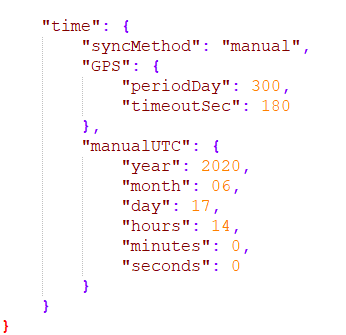 "time": {
"syncMethod": "manual",
"GPS": {
"periodDay": 300,
"timeoutSec": 180
},
"manualUTC": {
"year": 2020,
"month": 06,
"day": 17,
"hours": 14,
"minutes": 0,
"seconds": 0
}
}
}